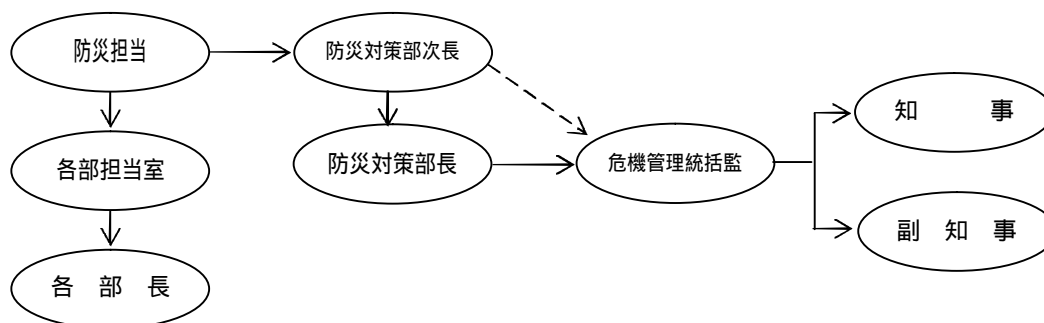 防災担当
防災対策部次長
知　　事
各部担当室
防災対策部長
危機管理統括監
副　知　事
各　部　長